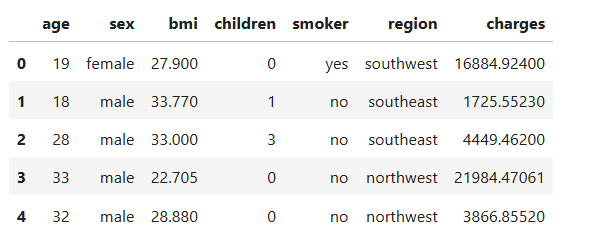 age sex bmi children smoker region charges
0 19 female 27.900 0 yes southwest 16884.92400
1 18 male 33.770 1 no southeast 1725.55230
2 28 male 33.000 3 no southeast 4449.46200
3 33 male 22.705 0 no northwest 21984.47061
4 32 male 28.880 0 no northwest 3866.85520